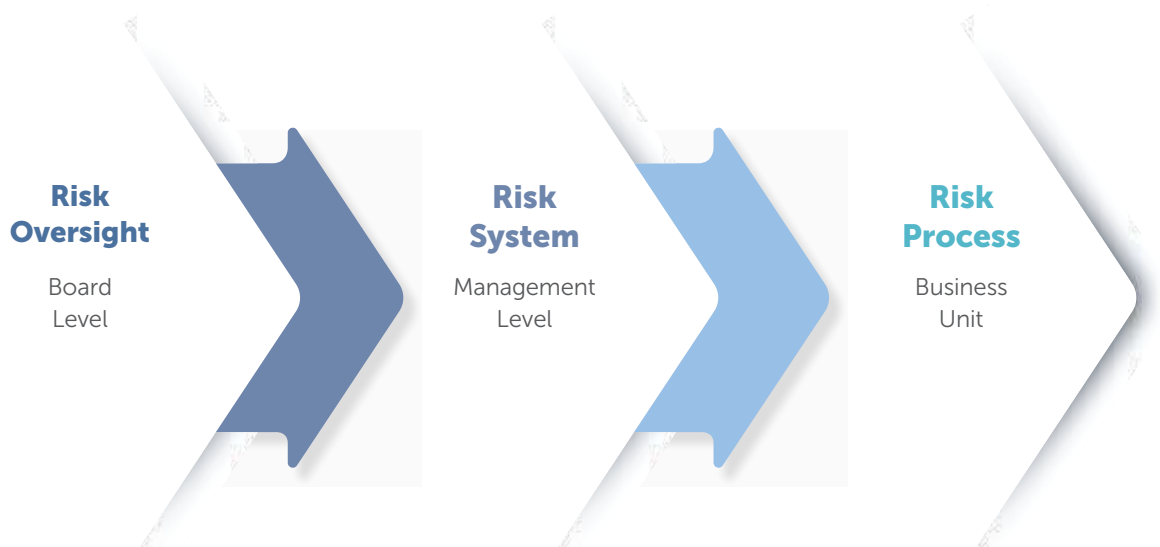 Risk
Oversight
Board
Level
Risk
System
Management
Level
Risk
Process
Business
Unit